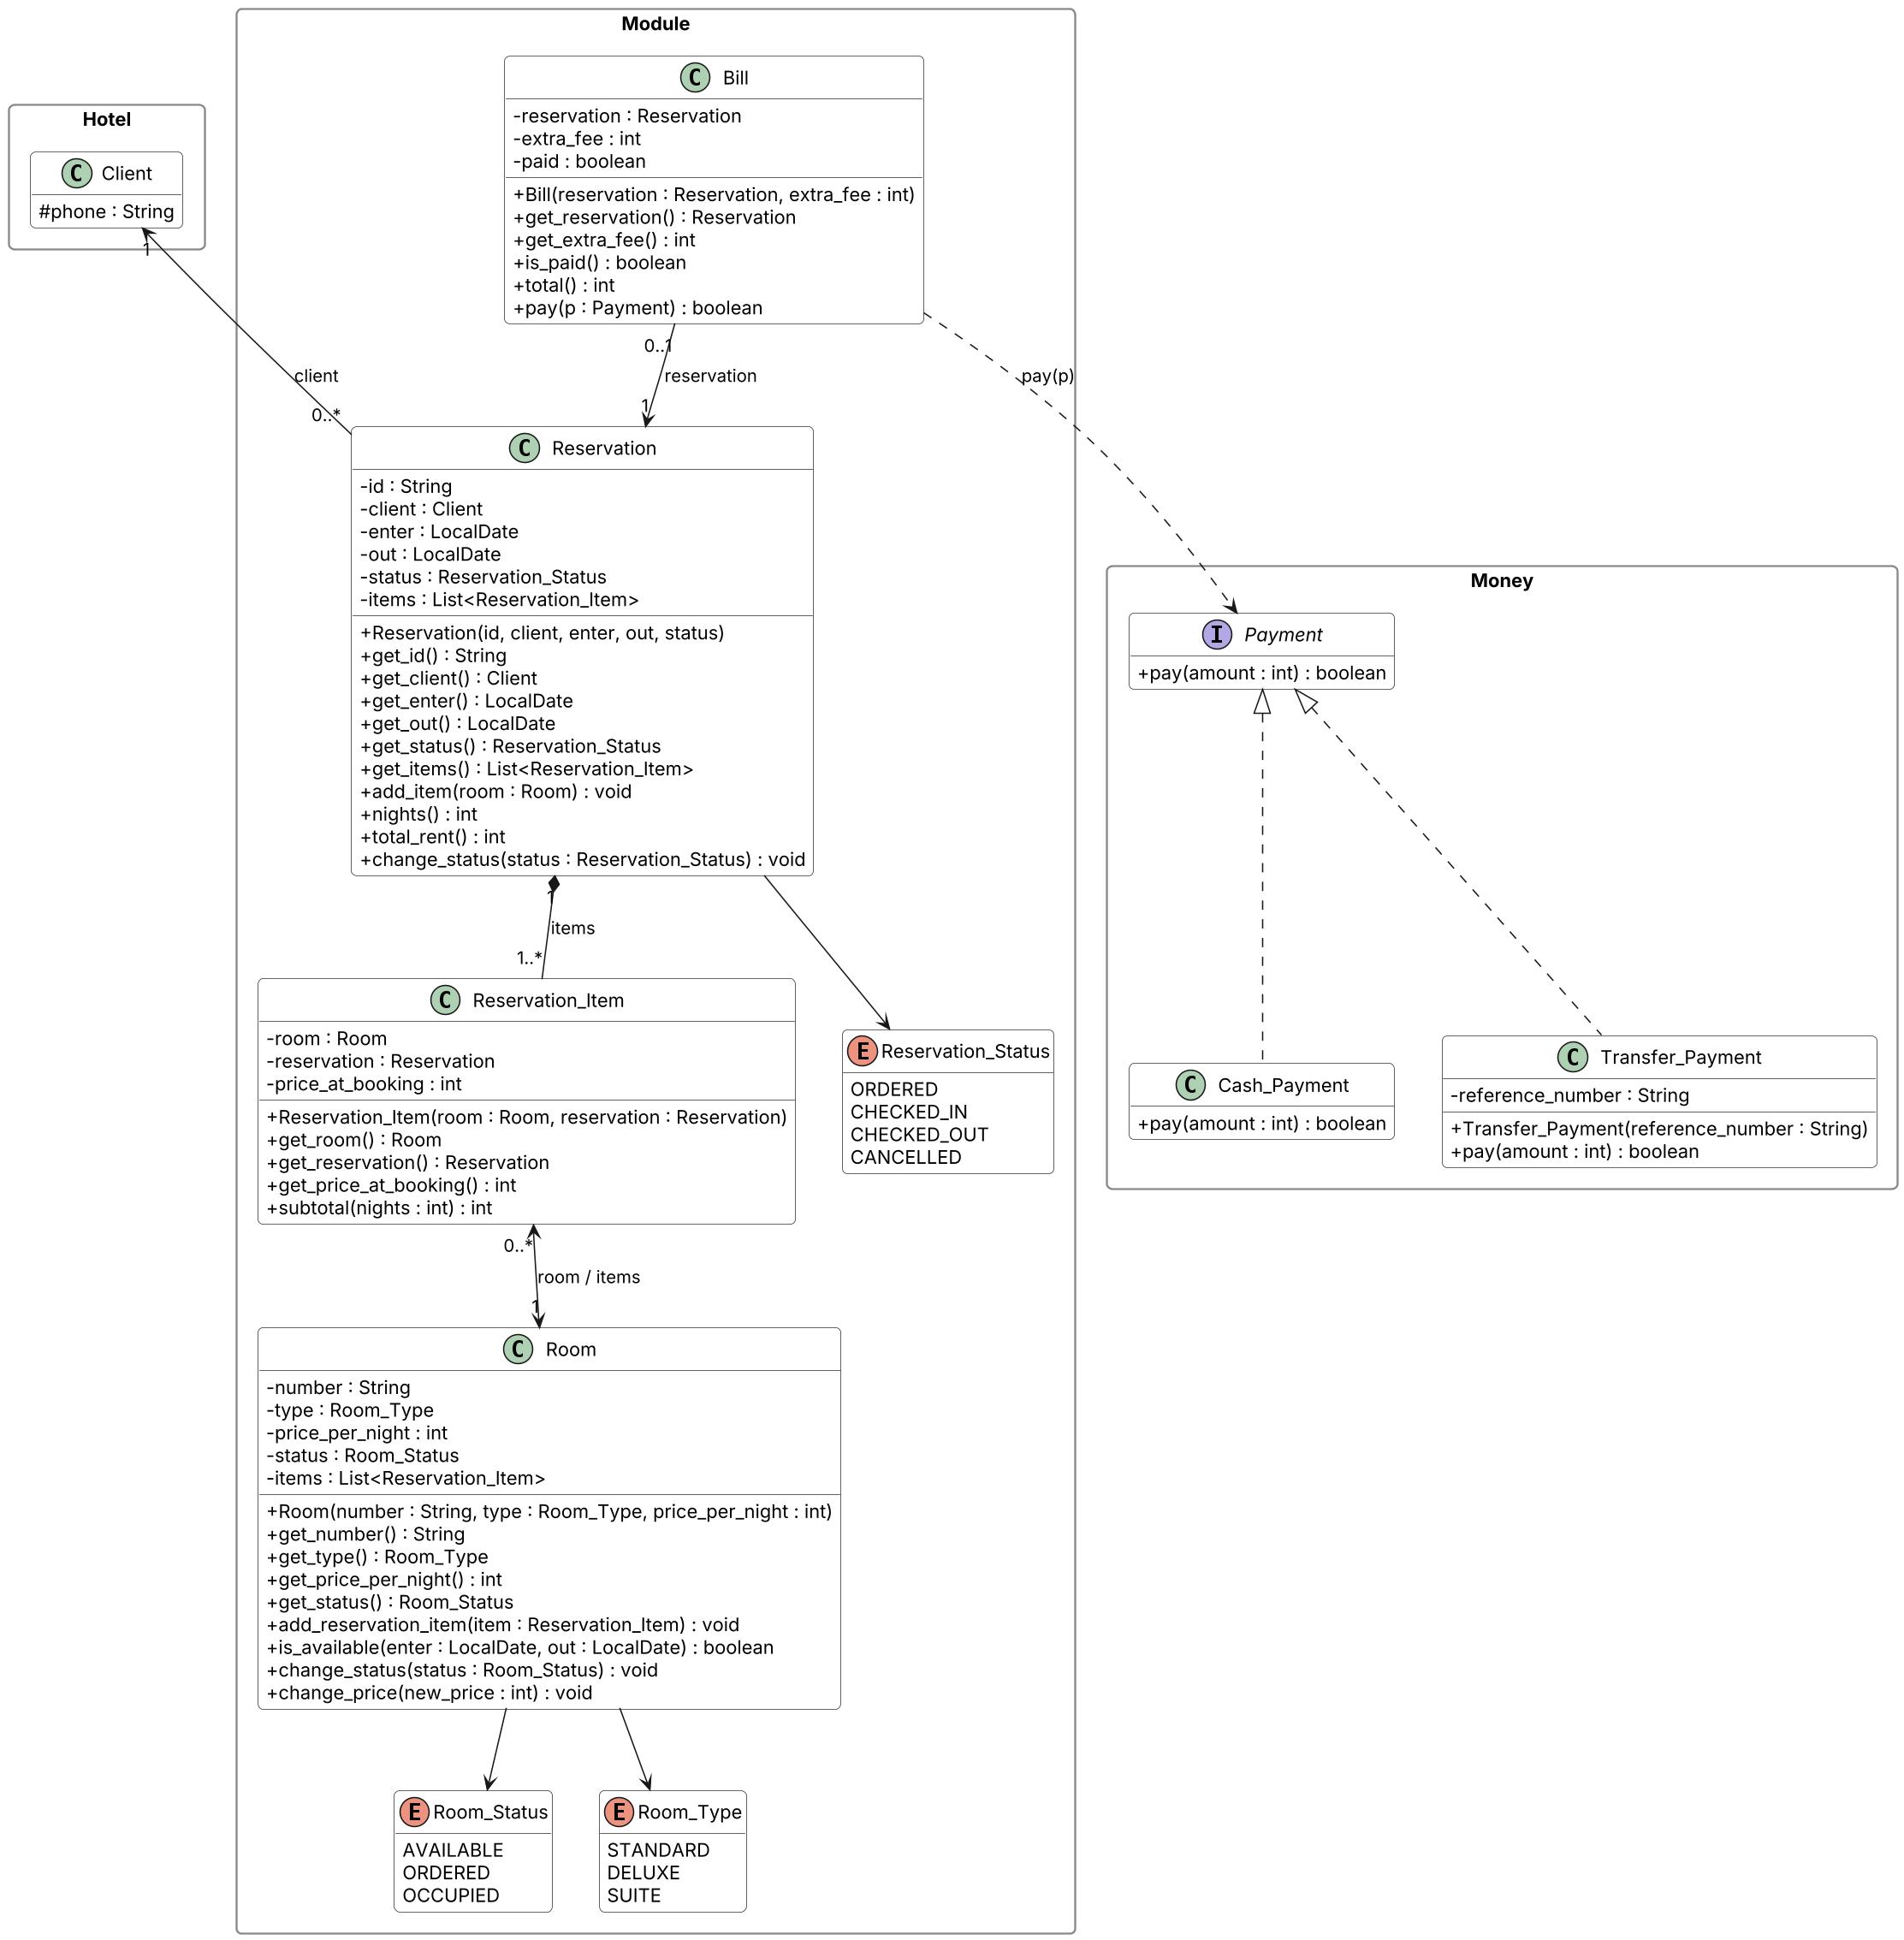 Module
C Bill
-reservation : Reservation
-extra_fee : int
-paid : boolean
+Bill(reservation : Reservation, extra_fee : int)
+get_reservation() : Reservation
+get_extra_fee() : int
+is_paid() : boolean
+total() : int
+pay(p : Payment) : boolean
Hotel
C Client
#phone : String
1
client
0..*
0..1
reservation
1
pay(p)
C Reservation
-id : String
-client : Client
-enter : LocalDate
-out : LocalDate
-status : Reservation_Status
-items : List<Reservation_Item>
+Reservation(id, client, enter, out, status)
+get_id() : String
+get_client() : Client
+get_enter() : LocalDate
+get_out() : LocalDate
+get_status() : Reservation_Status
+get_items() : List<Reservation_Item>
+add_item(room : Room) : void
+nights() : int
+total_rent() : int
+change_status(status : Reservation_Status) : void
Money
I Payment
+pay(amount : int) : boolean
1
items
1..*
C Reservation_Item
-room : Room
-reservation : Reservation
-price_at_booking : int
+Reservation_Item(room : Room, reservation : Reservation)
+get_room() : Room
+get_reservation() : Reservation
+get_price_at_booking() : int
+subtotal(nights : int) : int
E Reservation_Status
ORDERED
CHECKED_IN
CHECKED_OUT
CANCELLED
C Cash_Payment
+pay(amount : int) : boolean
C Transfer_Payment
-reference_number : String
+Transfer_Payment(reference_number : String)
+pay(amount : int) : boolean
0..*
room / items
1
C Room
-number : String
-type : Room_Type
-price_per_night : int
-status : Room_Status
-items : List<Reservation_Item>
+Room(number : String, type : Room_Type, price_per_night : int)
+get_number() : String
+get_type() : Room_Type
+get_price_per_night() : int
+get_status() : Room_Status
+add_reservation_item(item : Reservation_Item) : void
+is_available(enter : LocalDate, out : LocalDate) : boolean
+change_status(status : Room_Status) : void
+change_price(new_price : int) : void
E Room_Status
AVAILABLE
ORDERED
OCCUPIED
E Room_Type
STANDARD
DELUXE
SUITE